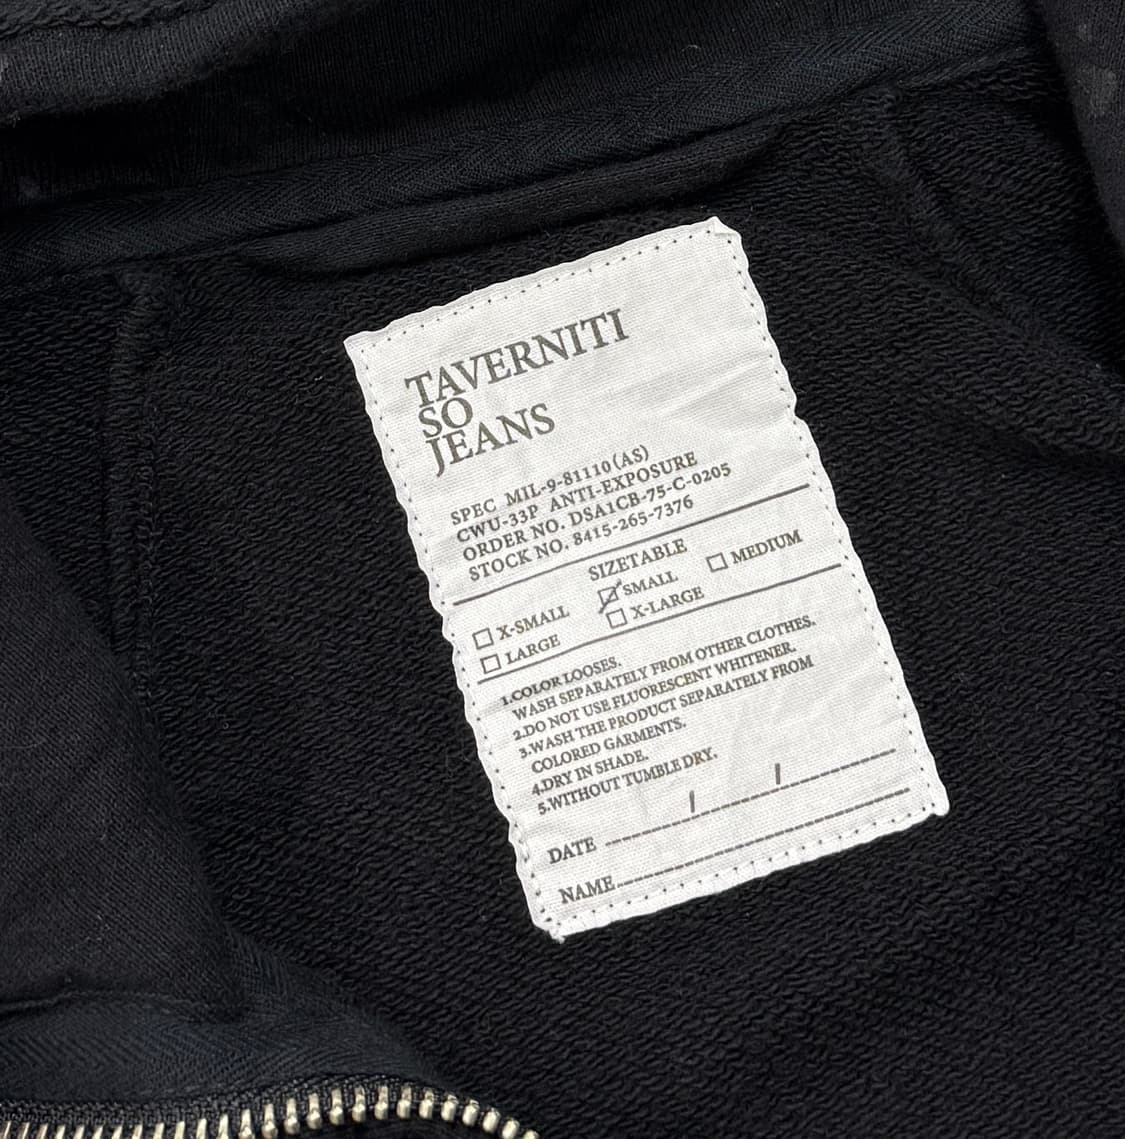 TAVERNITI
SO
JEANS
SPEC MIL-9-81110(AS)
CWU-33P ANTI-EXPOSURE
ORDER NO. DSA1CB-75-C-0205
STOCK NO. 8415-265-7376
SIZETABLE
X-SMALL SMALL MEDIUM
LARGE X-LARGE
1.COLOR LOOSES.
WASH SEPARATELY FROM OTHER CLOTHES.
2.DO NOT USE FLUORESCENT WHITENER.
3.WASH THE PRODUCT SEPARATELY FROM
COLORED GARMENTS.
4.DRY IN SHADE.
5.WITHOUT TUMBLE DRY.
DATE / /
NAME